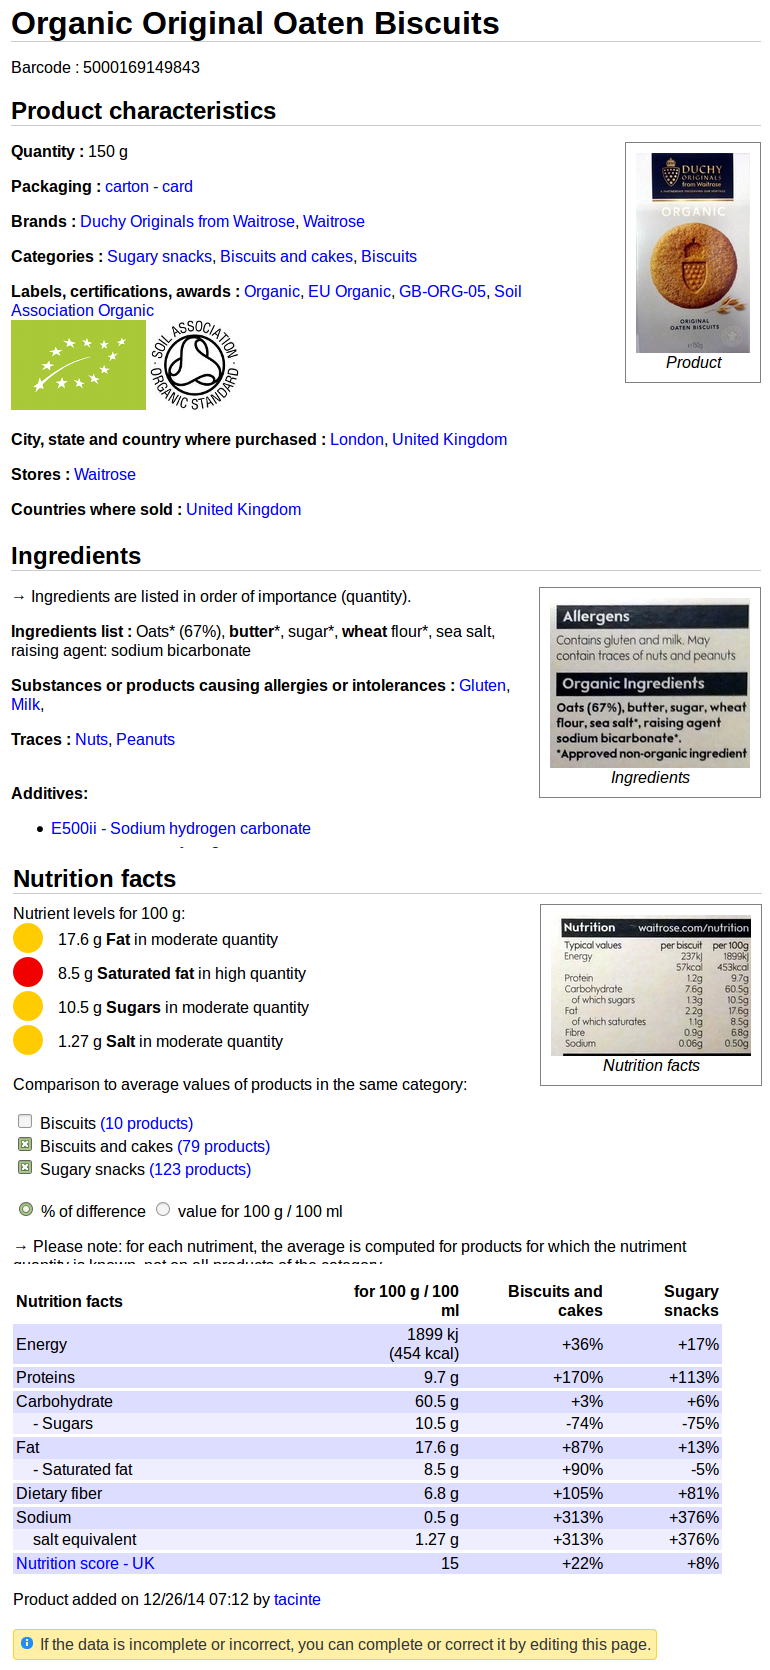 Organic Original Oaten Biscuits
Barcode : 5000169149843
Product characteristics
Quantity : 150 g
Packaging : carton - card
Brands : Duchy Originals from Waitrose, Waitrose
Categories : Sugary snacks, Biscuits and cakes, Biscuits
Labels, certifications, awards : Organic, EU Organic, GB-ORG-05, Soil
Association Organic
SOIL ASSOCIATION
ORGANIC STANDARD
DUCHY
ORIGINALS
from Waitrose
ORGANIC
ORIGINAL
OATEN BISCUITS
Product
City, state and country where purchased : London, United Kingdom
Stores : Waitrose
Countries where sold : United Kingdom
Ingredients
→ Ingredients are listed in order of importance (quantity).
Ingredients list : Oats* (67%), butter*, sugar*, wheat flour*, sea salt,
raising agent: sodium bicarbonate
Substances or products causing allergies or intolerances : Gluten,
Milk,
Traces : Nuts, Peanuts
Additives:
• E500ii - Sodium hydrogen carbonate
Allergens
Contains gluten and milk. May
contain traces of nuts and peanuts
Organic Ingredients
Oats (67%), butter, sugar, wheat
flour, sea salt*, raising agent
sodium bicarbonate*.
*Approved non-organic ingredient
Ingredients
Nutrition facts
Nutrient levels for 100 g:
17.6 g Fat in moderate quantity
8.5 g Saturated fat in high quantity
10.5 g Sugars in moderate quantity
1.27 g Salt in moderate quantity
Nutrition waitrose.com/nutrition
Typical values per biscuit per 100g
Energy 237kJ 1899kJ
57kcal 453kcal
Protein 1.2g 9.7g
Carbohydrate 7.6g 60.5g
of which sugars 1.3g 10.5g
Fat 2.2g 17.6g
of which saturates 1.1g 8.5g
Fibre 0.9g 6.8g
Sodium 0.06g 0.50g
Nutrition facts
Comparison to average values of products in the same category:
Biscuits (10 products)
Biscuits and cakes (79 products)
Sugary snacks (123 products)
% of difference value for 100 g / 100 ml
→ Please note: for each nutriment, the average is computed for products for which the nutriment
quantity is known, not on all products of the category.
Nutrition facts for 100 g / 100 ml Biscuits and cakes Sugary snacks
Energy 1899 kj (454 kcal) +36% +17%
Proteins 9.7 g +170% +113%
Carbohydrate 60.5 g +3% +6%
- Sugars 10.5 g -74% -75%
Fat 17.6 g +87% +13%
- Saturated fat 8.5 g +90% -5%
Dietary fiber 6.8 g +105% +81%
Sodium 0.5 g +313% +376%
salt equivalent 1.27 g +313% +376%
Nutrition score - UK 15 +22% +8%
Product added on 12/26/14 07:12 by tacinte
If the data is incomplete or incorrect, you can complete or correct it by editing this page.